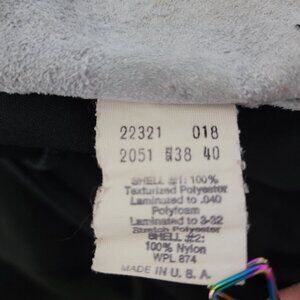 22321 018
2051 38 40
SHELL #1: 100%
Texturized Polyester
Laminated to .040
Polyfoam
Laminated to 3-32
Stretch Polyester
SHELL #2:
100% Nylon
WPL 874
MADE IN U. S. A.